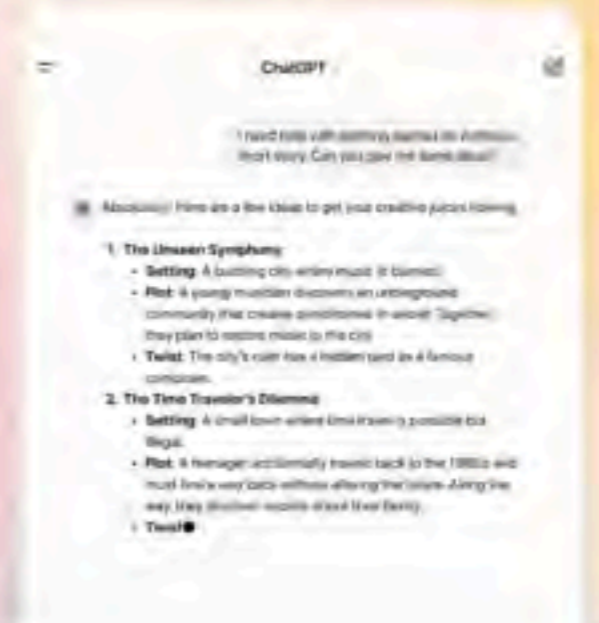 ChatGPT
short story. Can you give me some ideas?
Absolutely! Here are a few ideas to get your creative juices flowing
1. The Unseen Symphony
• Setting: A bustling city where music is banned.
• Plot: A young musician discovers an underground
community that creates in secret. Together,
they plan to restore music to the city.
• Twist: The city's ruler has a hidden past as a famous
composer.
2. The Time Traveler's Dilemma
• Setting: A small town where time travel is possible but
illegal.
• Plot: A teenager accidentally travels back to the and
must find a way back without altering the future. Along the
way, they discover secrets about their family.
• Twist